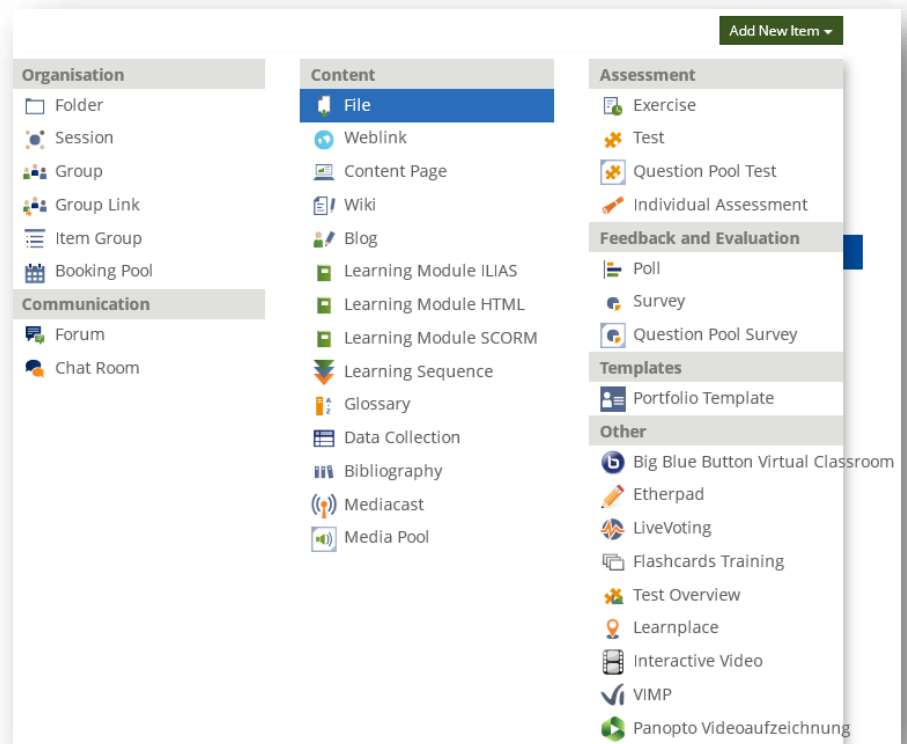 Add New Item
Organisation
Folder
Session
Group
Group Link
Item Group
Booking Pool
Communication
Forum
Chat Room
Content
File
Weblink
Content Page
Wiki
Blog
Learning Module ILIAS
Learning Module HTML
Learning Module SCORM
Learning Sequence
Glossary
Data Collection
Bibliography
Mediacast
Media Pool
Assessment
Exercise
Test
Question Pool Test
Individual Assessment
Feedback and Evaluation
Poll
Survey
Question Pool Survey
Templates
Portfolio Template
Other
Big Blue Button Virtual Classroom
Etherpad
LiveVoting
Flashcards Training
Test Overview
Learnplace
Interactive Video
VIMP
Panopto Videoaufzeichnung